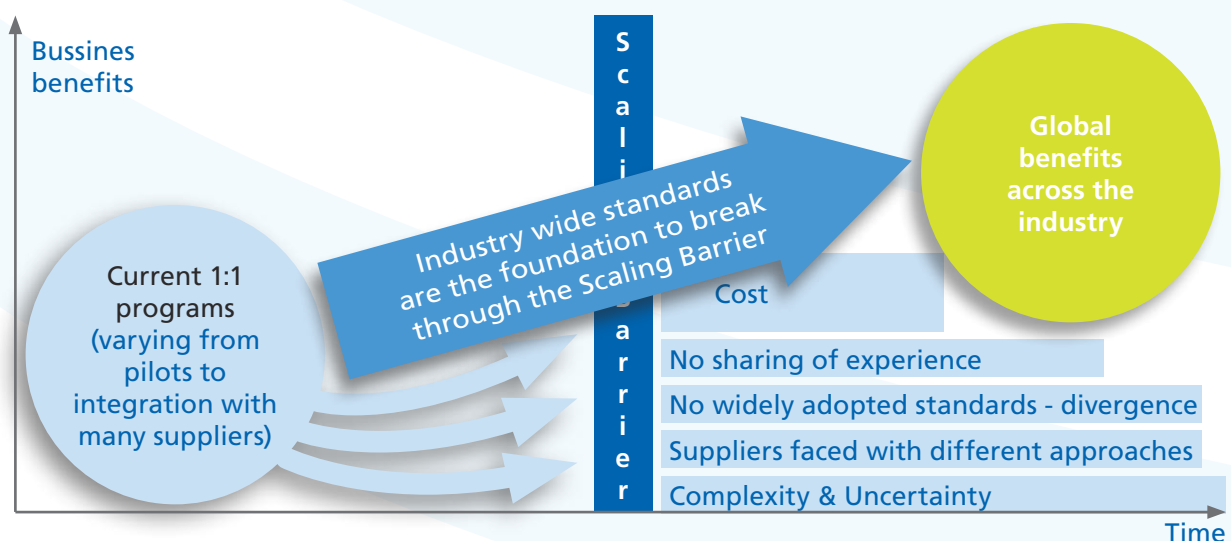 Bussines
benefits
Scali
arrier
Global
benefits
across the
industry
Industry wide standards
are the foundation to break
through the Scaling Barrier
Current 1:1
programs
(varying from
pilots to
integration with
many suppliers)
Cost
No sharing of experience
No widely adopted standards - divergence
Suppliers faced with different approaches
Complexity & Uncertainty
Time